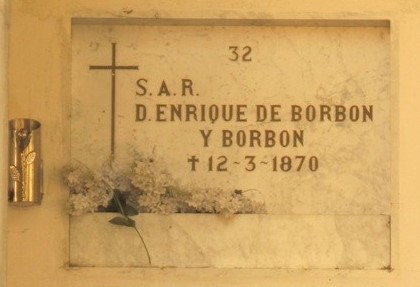 32
S.A.R.
D. ENRIQUE DE BORBON
Y BORBON
✝ 12-3-1870